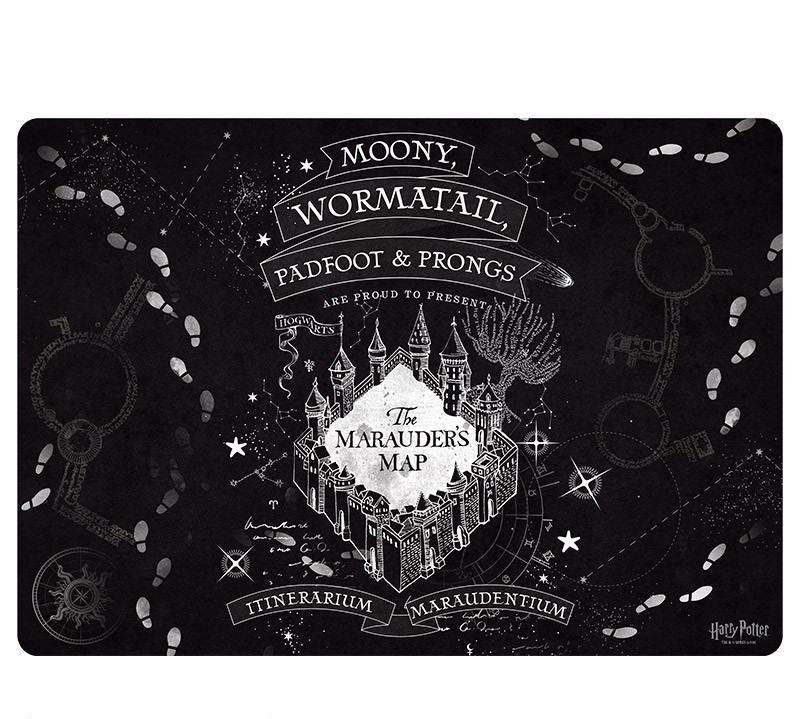 MOONY,
WORMATAIL,
PADFOOT & PRONGS
ARE PROUD TO PRESENT
HOGWARTS
The
MARAUDER'S
MAP
ITINERARIUM MARAUDENTIUM
Harry Potter